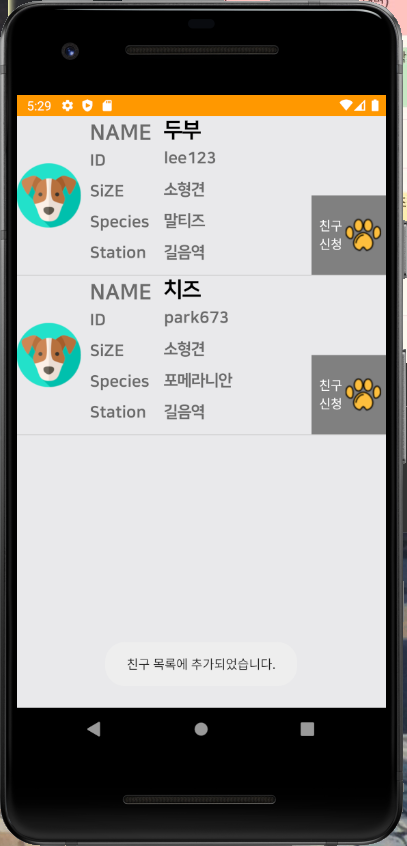 5:29
NAME 두부
ID lee123
SiZE 소형견
Species 말티즈
Station 길음역
친구
신청
NAME 치즈
ID park673
SiZE 소형견
Species 포메라니안
Station 길음역
친구
신청
친구 목록에 추가되었습니다.